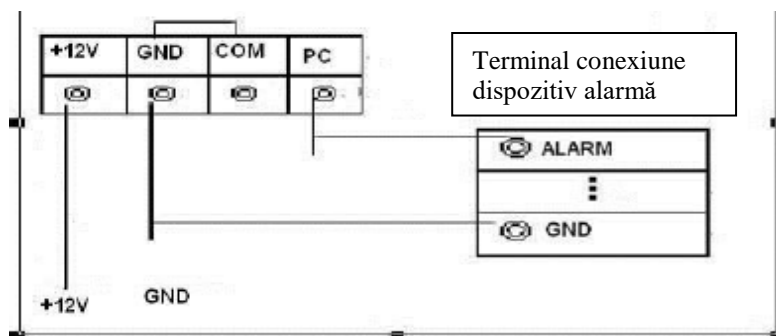 +12V GND COM PC
Terminal conexiune
dispozitiv alarmă
ALARM
GND
+12V GND